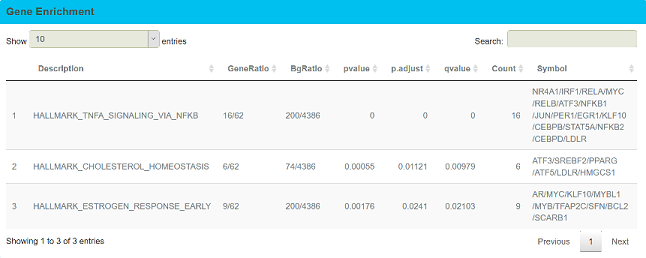 Gene Enrichment
Show 10 entries Search:
Description GeneRatio BgRatio pvalue p.adjust qvalue Count Symbol
1 HALLMARK_TNFA_SIGNALING_VIA_NFKB 16/62 200/4386 0 0 0 16 NR4A1/IRF1/RELA/MYC
/RELB/ATF3/NFKB1
/JUN/PER1/EGR1/KLF10
/CEBPB/STAT5A/NFKB2
/CEBPD/LDLR
2 HALLMARK_CHOLESTEROL_HOMEOSTASIS 6/62 74/4386 0.00055 0.01121 0.00979 6 ATF3/SREBF2/PPARG
/ATF5/LDLR/HMGCS1
3 HALLMARK_ESTROGEN_RESPONSE_EARLY 9/62 200/4386 0.00176 0.0241 0.02103 9 AR/MYC/KLF10/MYBL1
/MYB/TFAP2C/SFN/BCL2
/SCARB1
Showing 1 to 3 of 3 entries Previous 1 Next